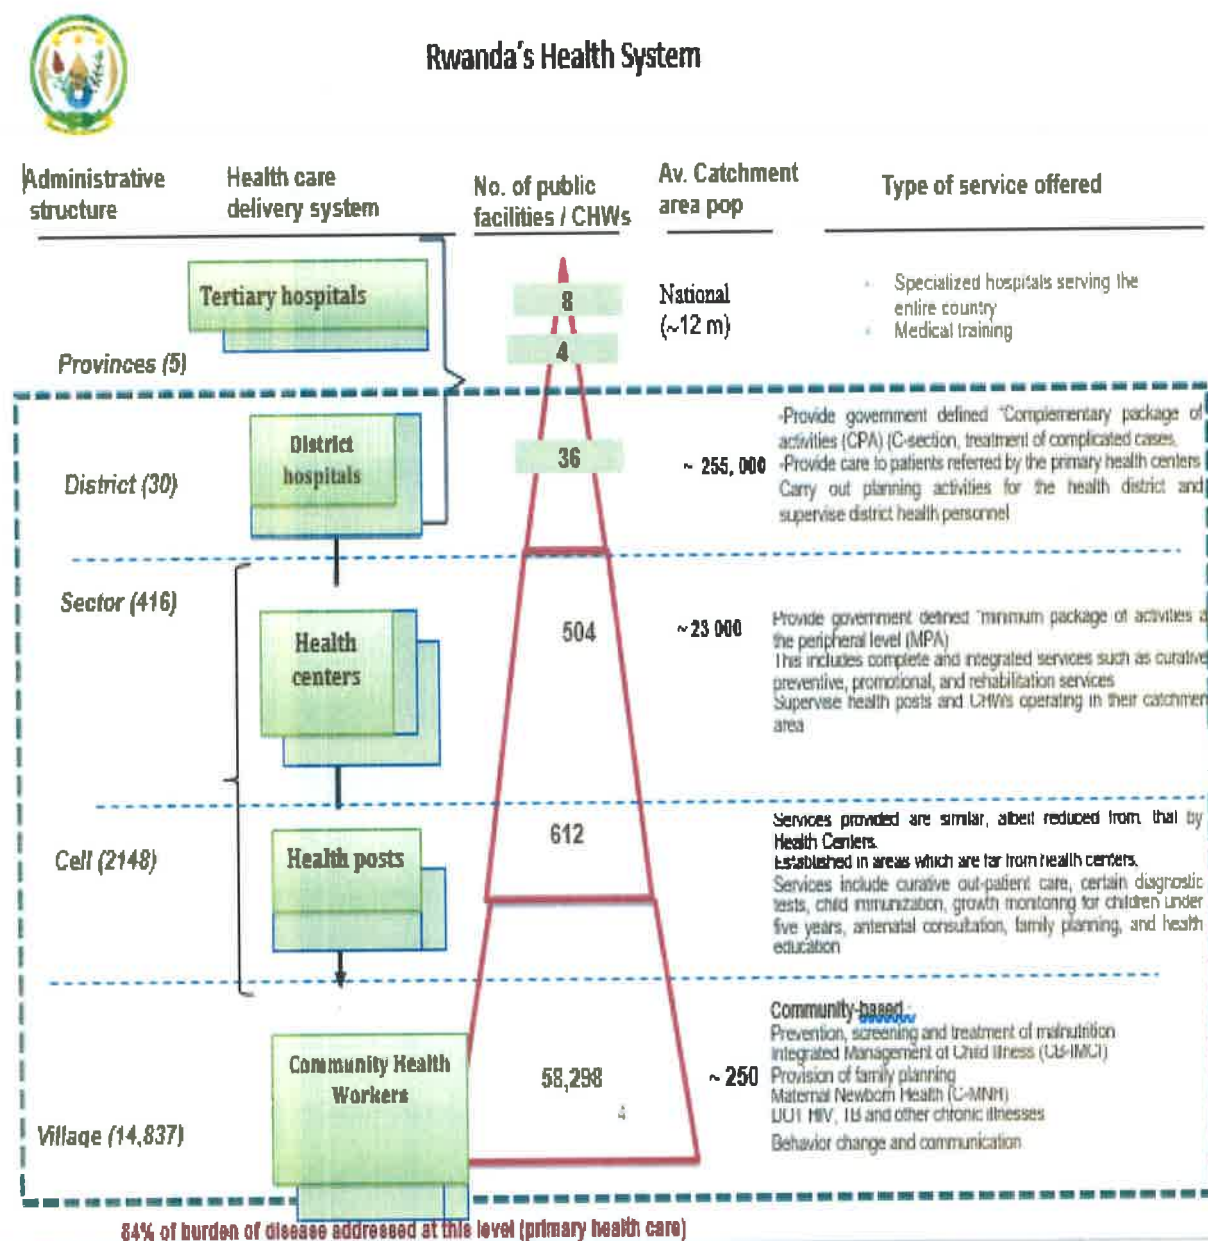 Rwanda's Health System
Administrative
structure
Health care
delivery system
No. of public
facilities / CHWs
Av. Catchment
area pop
Type of service offered
Tertiary hospitals
8
4
National
(~12 m)
Specialized hospitals serving the
entire country
Medical training
Provinces (5)
District
hospitals
District (30)
36
~ 255, 000
-Provide government defined "Complementary package of
activities (CPA) (C-section, treatment of complicated cases,
-Provide care to patients referred by the primary health centers
Carry out planning activities for the health district and
supervise district health personnel
Sector (416)
Health
centers
504
~ 23 000
Provide government defined "minimum package of activities a
the peripheral level (MPA)
This includes complete and integrated services such as curative
preventive, promotional, and rehabilitation services
Supervise health posts and CHWs operating in their catchmen
area
Cell (2148)
Health posts
612
Services provided are similar, albeit reduced from, that by
Health Centers.
Established in areas which are far from health centers.
Services include curative out-patient care, certain diagnostic
tests, child immunization, growth monitoring for children under
five years, antenatal consultation, family planning, and health
education
Village (14,837)
Community Health
Workers
58,298
4
~ 250
Community-based :
Prevention, screening and treatment of malnutrition
Integrated Management of Child Illness (CB-IMCI)
Provision of family planning
Maternal Newborn Health (C-MNH)
DOT HIV, TB and other chronic illnesses
Behavior change and communication
84% of burden of disease addressed at this level (primary health care)